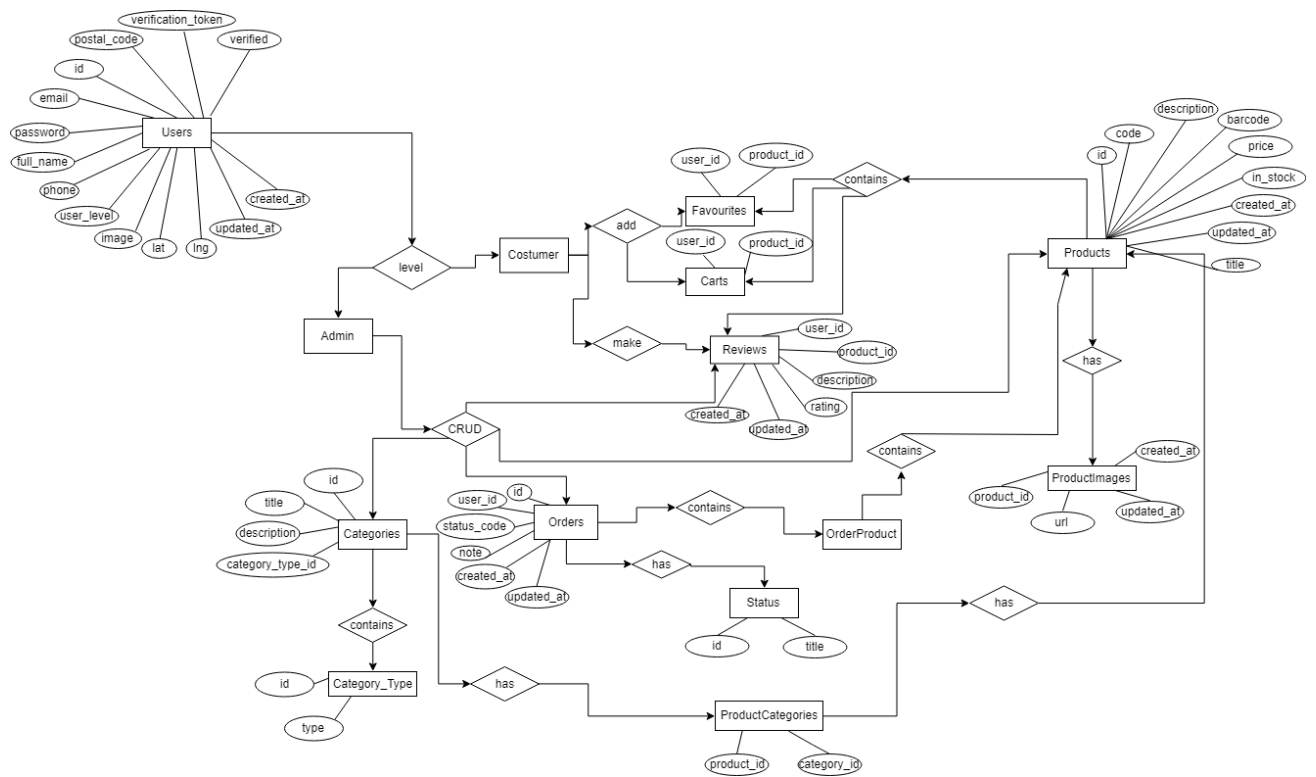 verification_token
postal_code
verified
id
email
password
full_name
phone
user_level
image
lat
lng
updated_at
created_at
Users
level
Costumer
Admin
add
make
user_id
product_id
Favourites
user_id
product_id
Carts
contains
Reviews
user_id
product_id
description
rating
updated_at
created_at
description
code
barcode
id
price
in_stock
created_at
updated_at
title
Products
has
ProductImages
created_at
product_id
url
updated_at
CRUD
id
title
description
category_type_id
Categories
contains
Category_Type
id
type
id
user_id
status_code
note
created_at
updated_at
Orders
contains
OrderProduct
contains
has
Status
id
title
has
ProductCategories
product_id
category_id
has